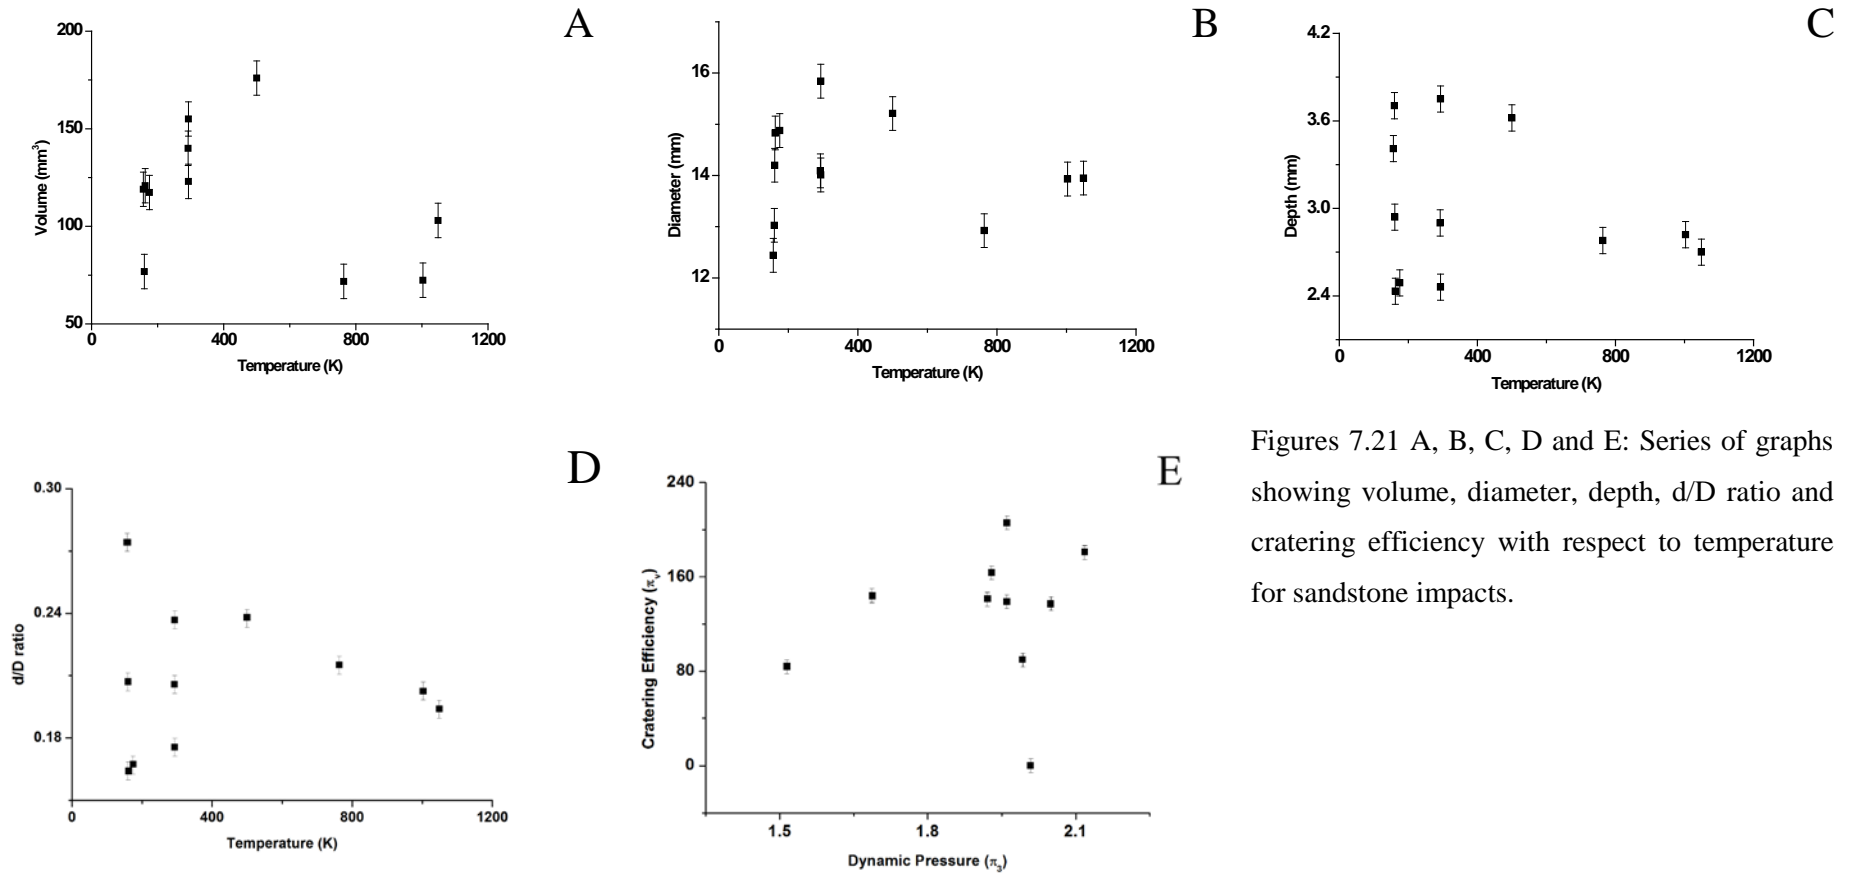 A
200
150
100
50
0
400
800
1200
Volume (mm³)
Temperature (K)
B
16
14
12
0
400
800
1200
Diameter (mm)
Temperature (K)
C
4.2
3.6
3.0
2.4
0
400
800
1200
Depth (mm)
Temperature (K)
D
0.30
0.24
0.18
0
400
800
1200
d/D ratio
Temperature (K)
E
240
160
80
0
1.5
1.8
2.1
Cratering Efficiency (πᵥ)
Dynamic Pressure (π₃)
Figures 7.21 A, B, C, D and E: Series of graphs
showing volume, diameter, depth, d/D ratio and
cratering efficiency with respect to temperature
for sandstone impacts.